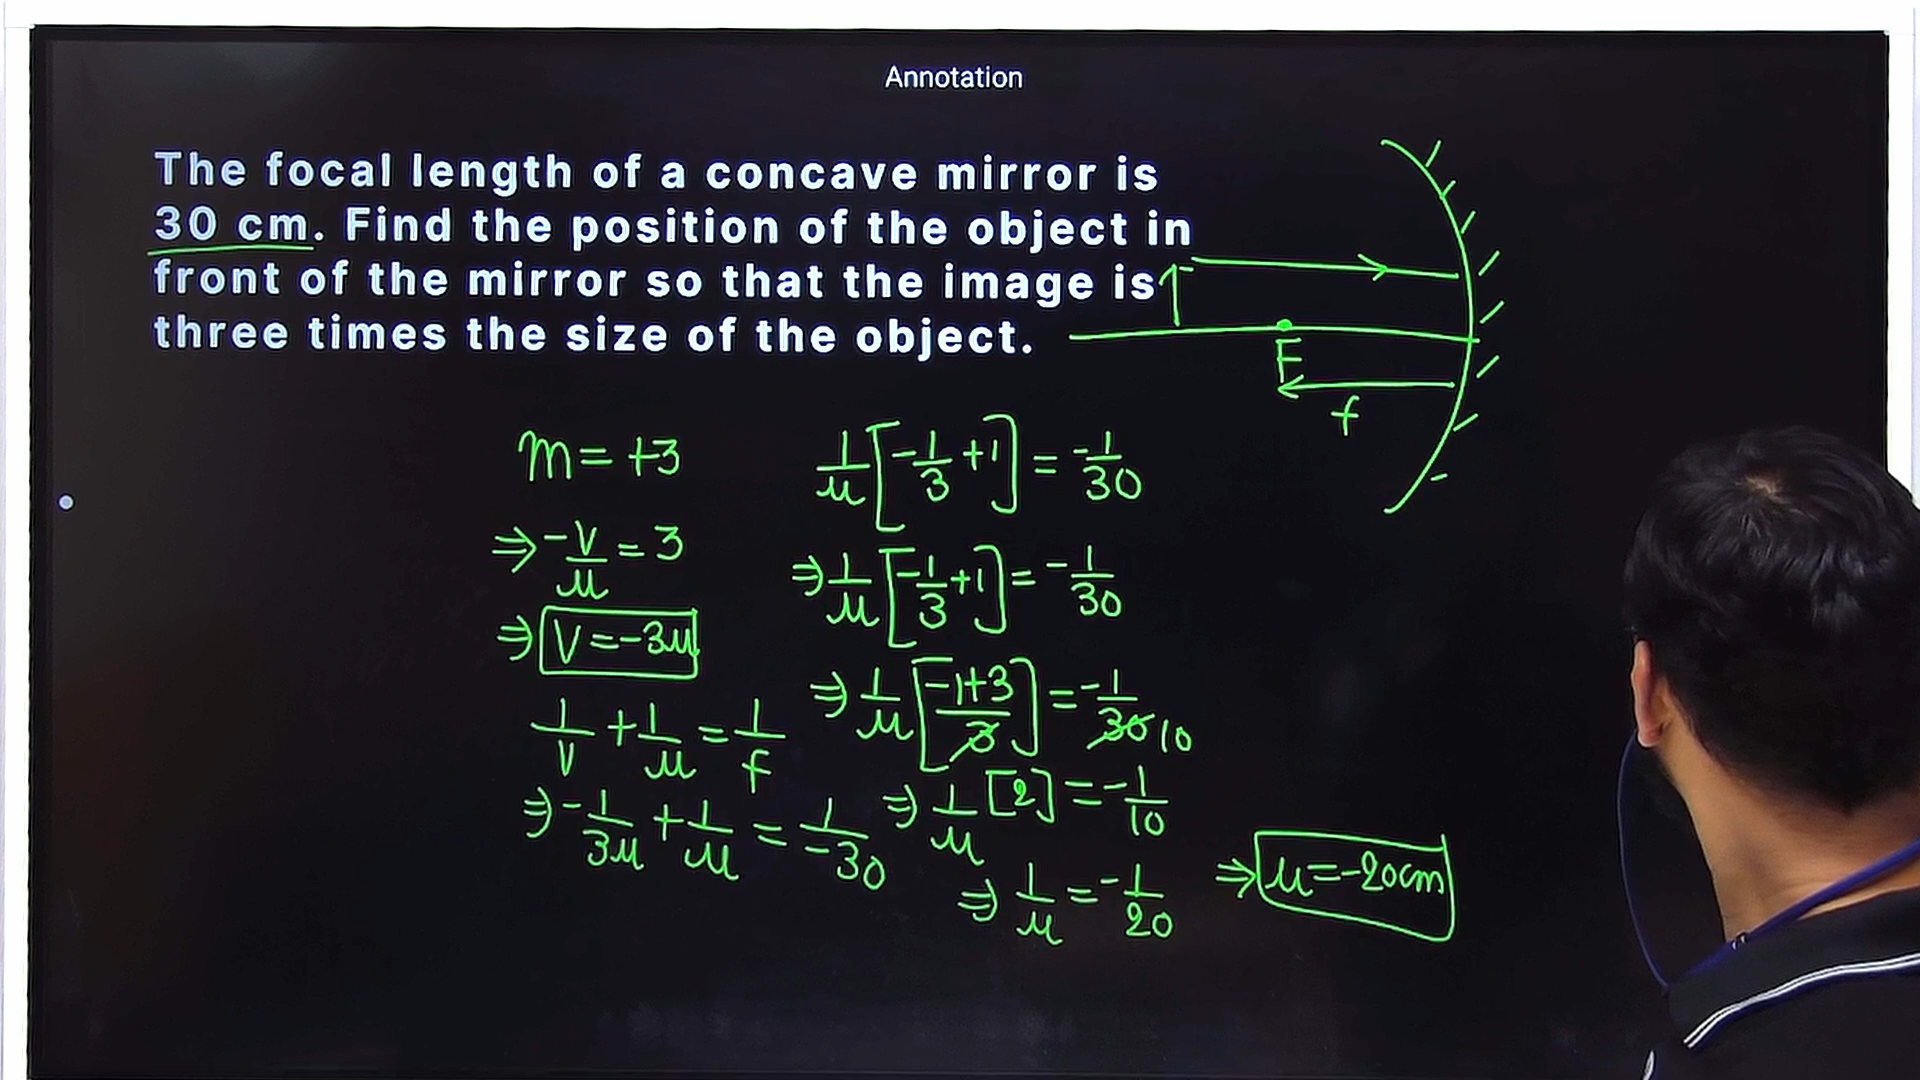 Annotation
The focal length of a concave mirror is
30 cm. Find the position of the object in
front of the mirror so that the image is
three times the size of the object.
F
f
m = +3
⇒ -v/u = 3
⇒ v = -3u
1/v + 1/u = 1/f
⇒ -1/3u + 1/u = 1/-30
1/u [-1/3 + 1] = -1/30
⇒ 1/u [-1/3 + 1] = -1/30
⇒ 1/u [-1+3/3] = -1/30 10
⇒ 1/u [2] = -1/10
⇒ 1/u = -1/20
⇒ u = -20cm